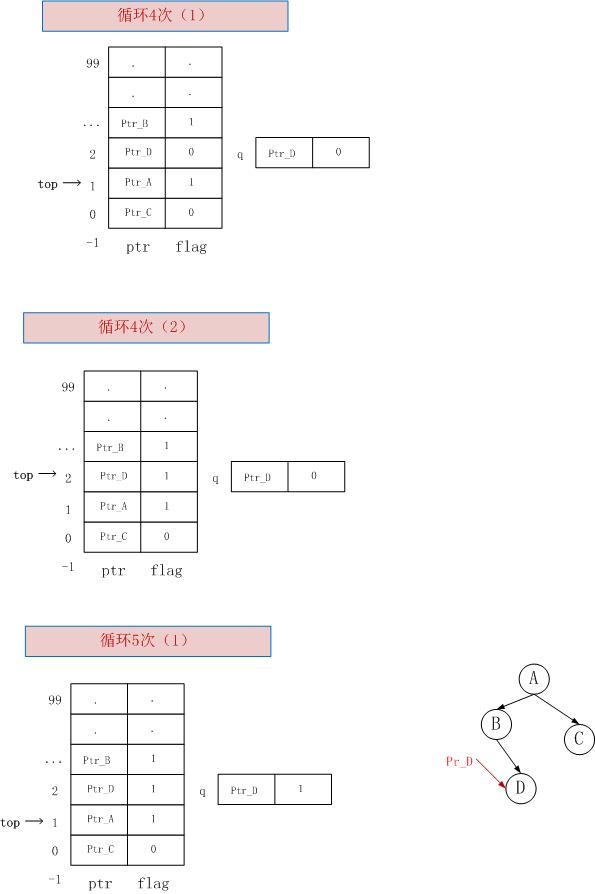 循环4次（1）
99 . .
. .
... Ptr_B 1
2 Ptr_D 0 q Ptr_D 0
top 1 Ptr_A 1
0 Ptr_C 0
-1 ptr flag
循环4次（2）
99 . .
. .
... Ptr_B 1
top 2 Ptr_D 1 q Ptr_D 0
1 Ptr_A 1
0 Ptr_C 0
-1 ptr flag
循环5次（1）
99 . .
. .
... Ptr_B 1
2 Ptr_D 1 q Ptr_D 1
top 1 Ptr_A 1
0 Ptr_C 0
-1 ptr flag
A
B
C
Pr_D
D